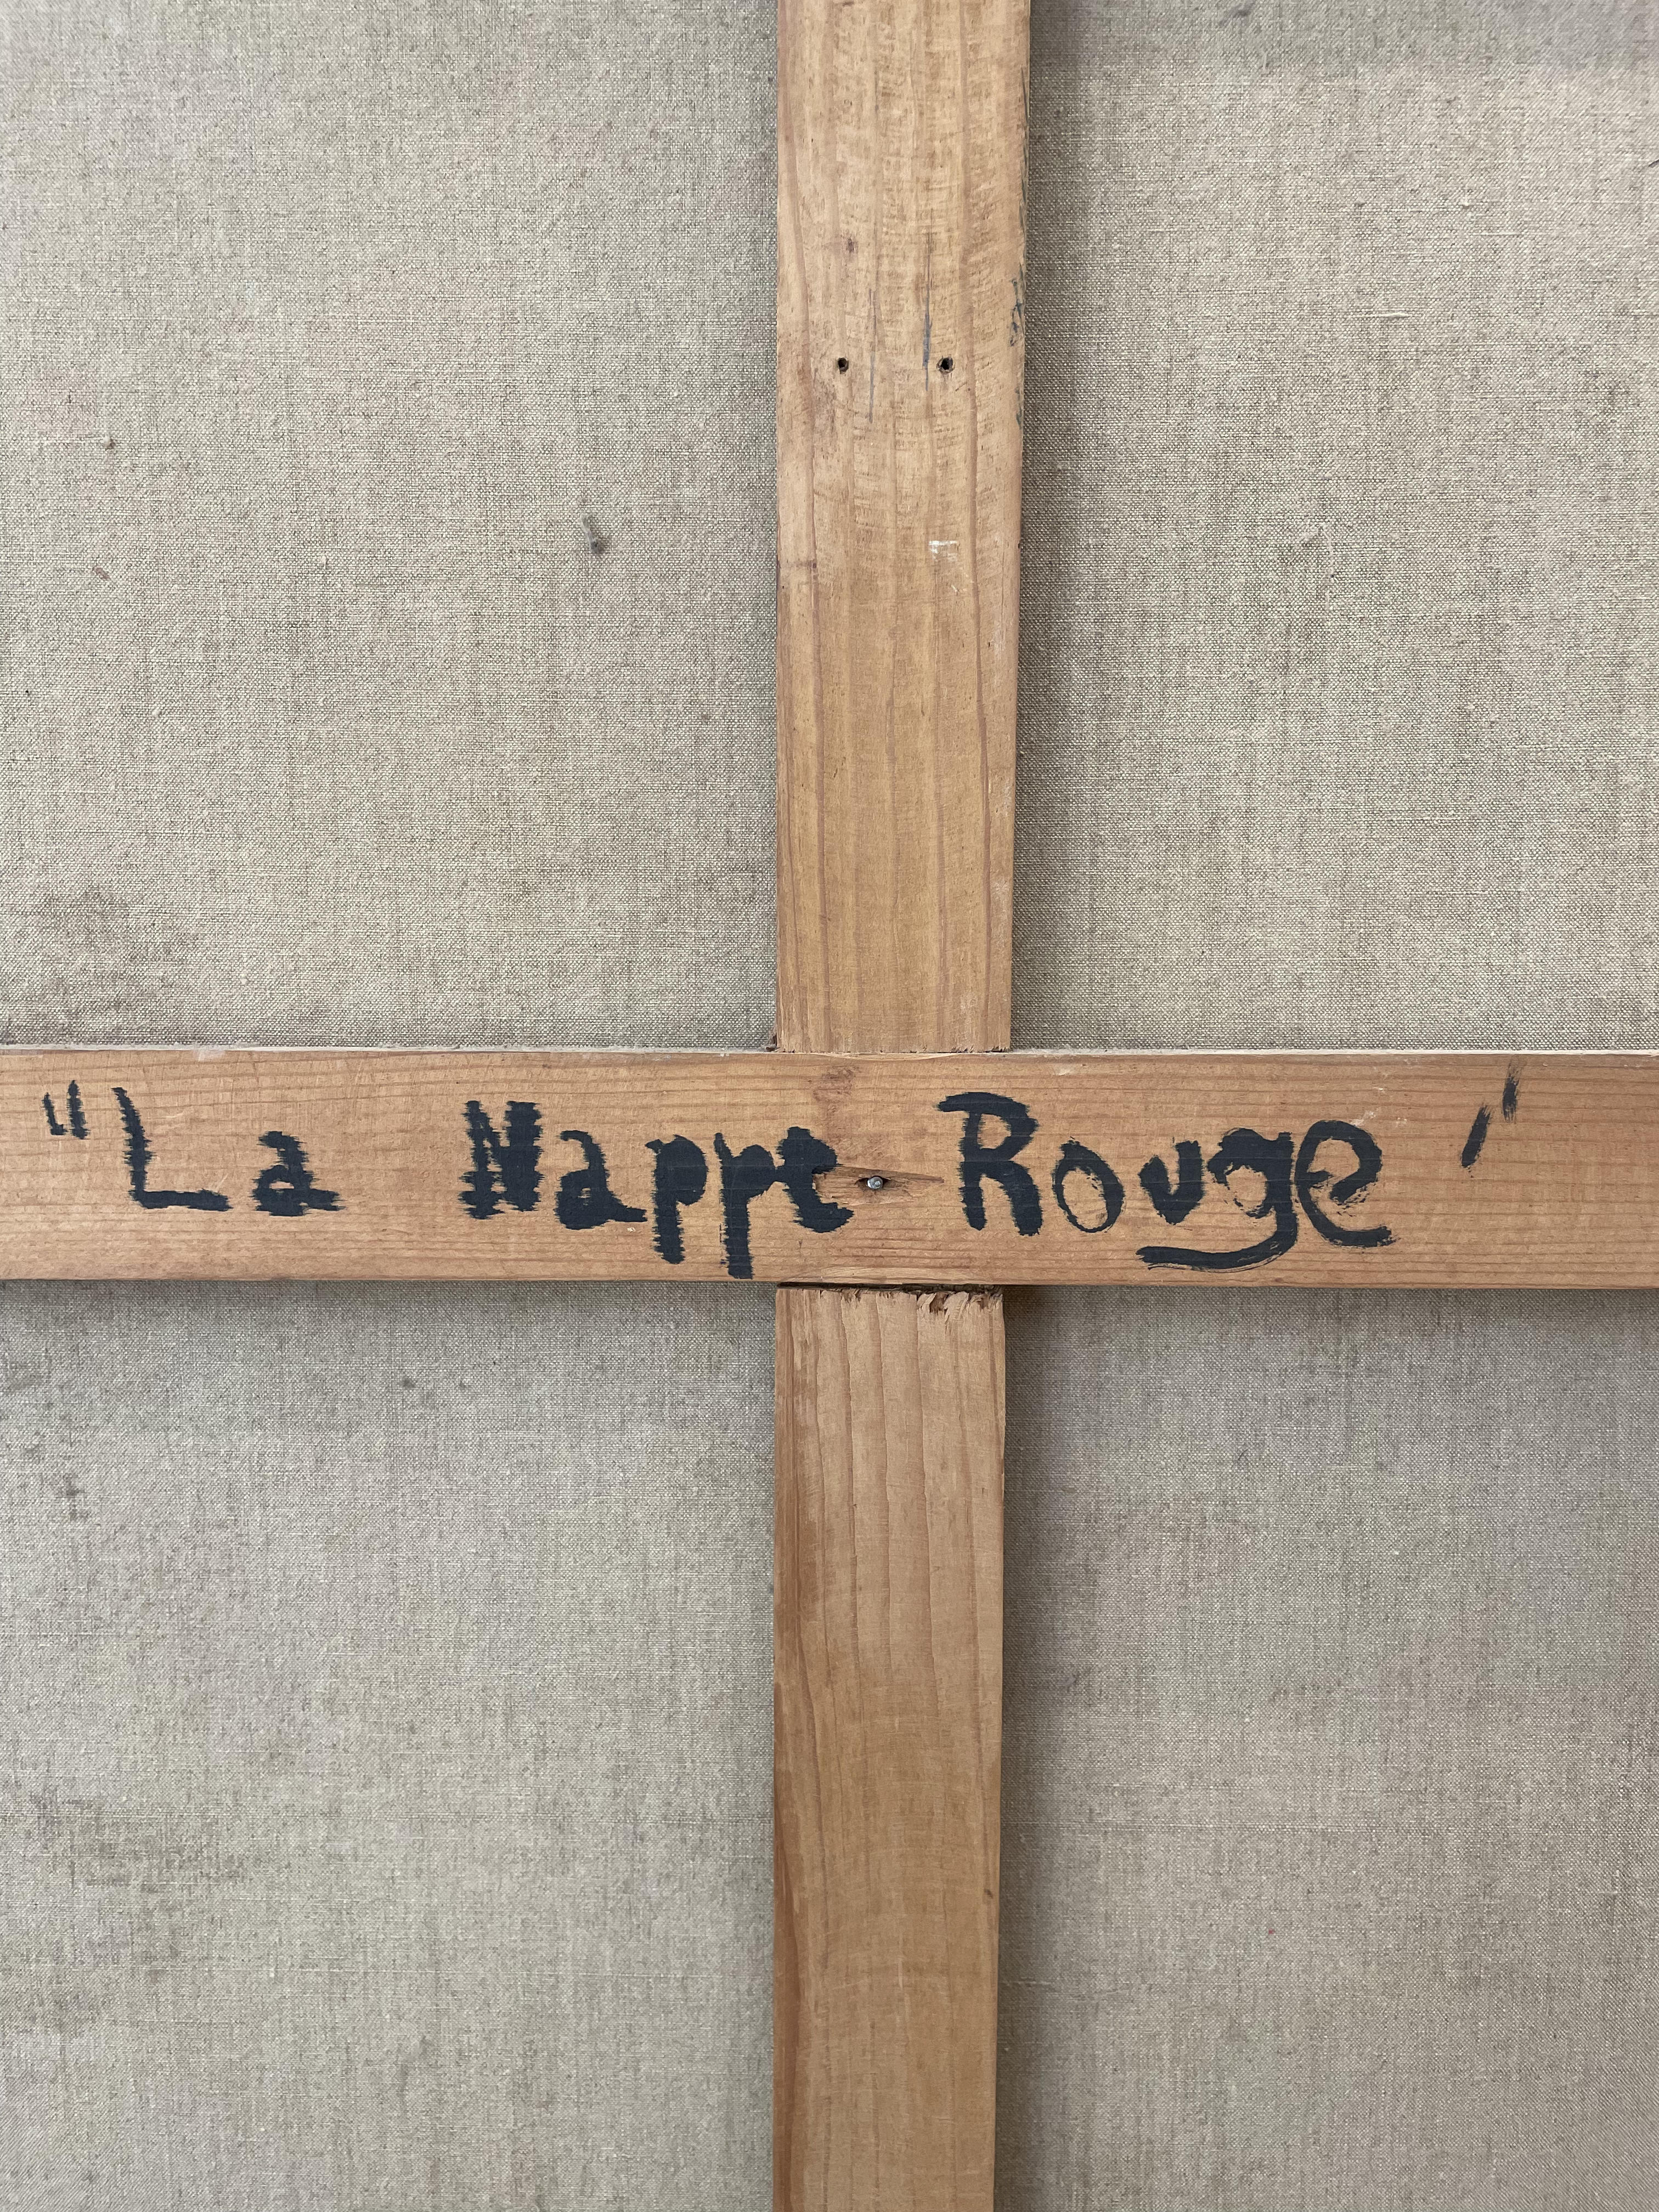 "La Nappe Rouge"